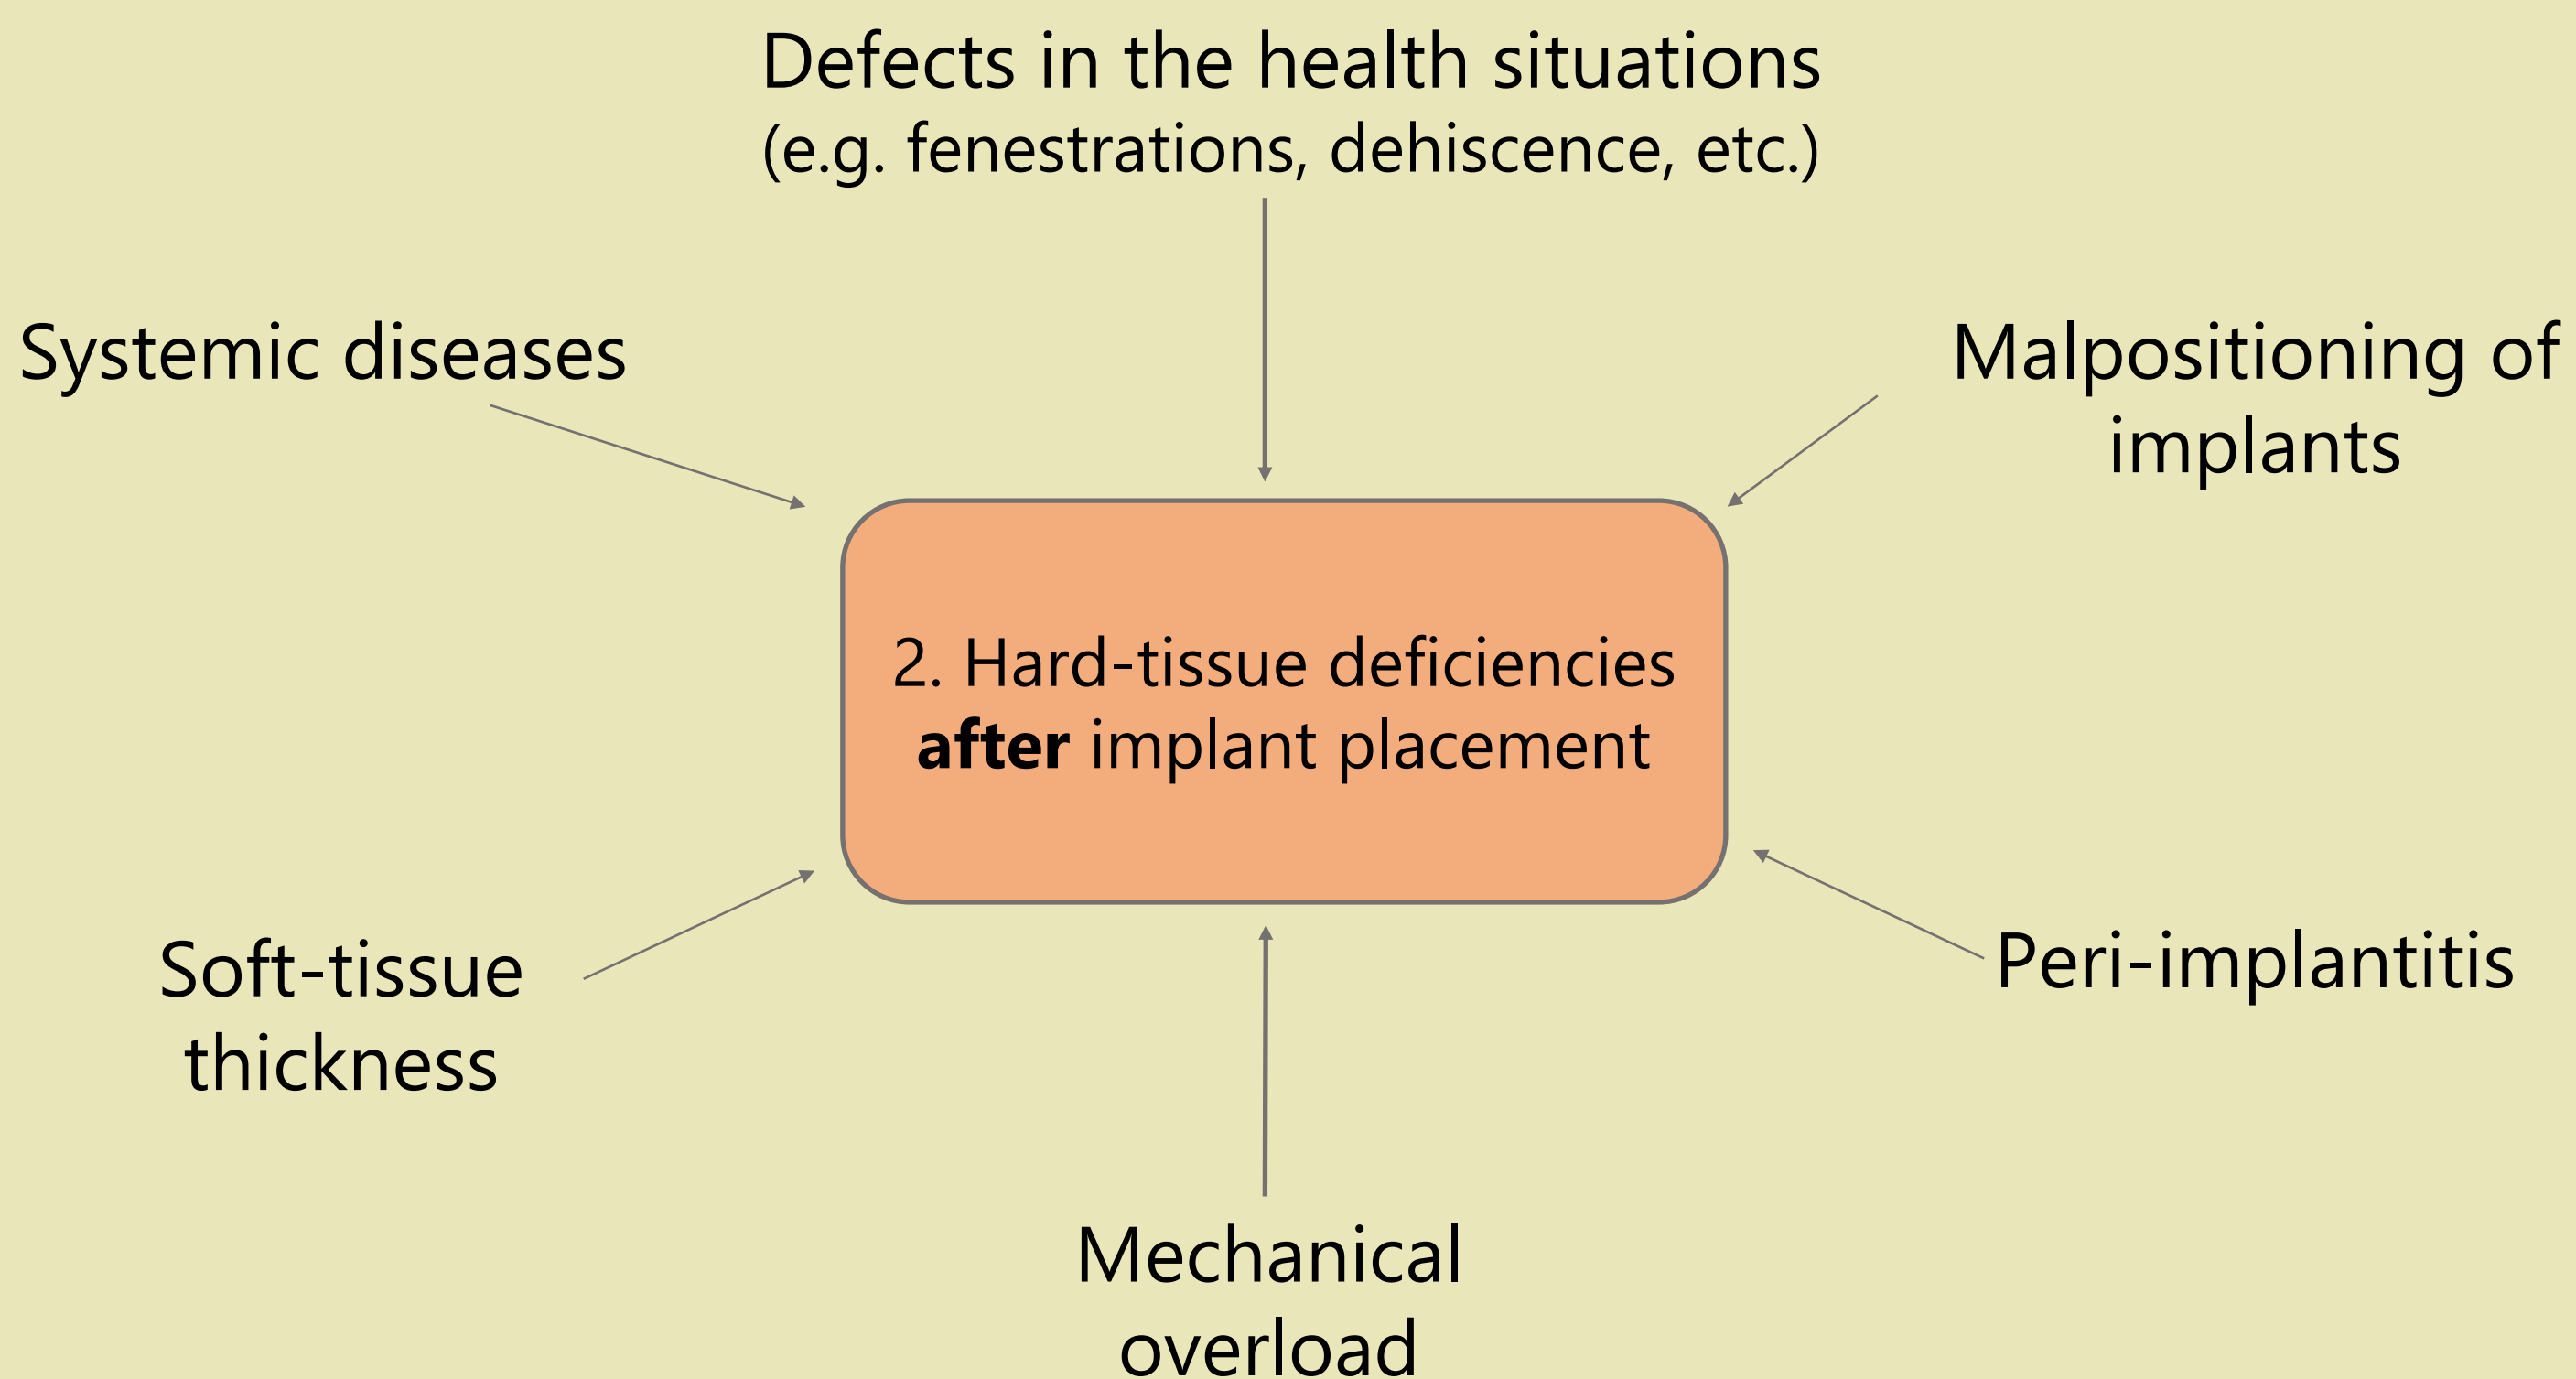 Defects in the health situations
(e.g. fenestrations, dehiscence, etc.)
Systemic diseases
Malpositioning of
implants
2. Hard-tissue deficiencies
after implant placement
Soft-tissue
thickness
Peri-implantitis
Mechanical
overload